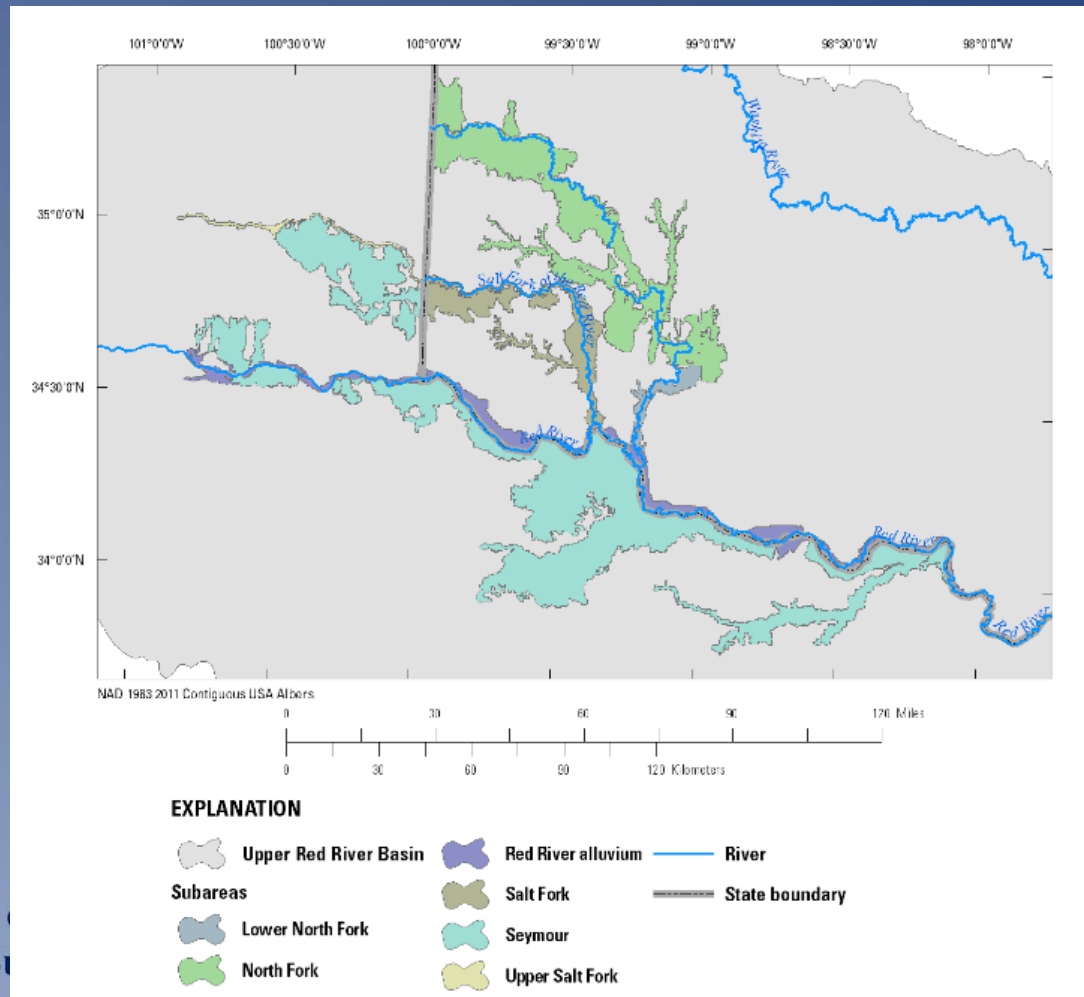 101°0'0"W 100°30'0"W 100°0'0"W 99°30'0"W 99°0'0"W 98°30'0"W 98°0'0"W
Washita River
35°0'0"N
Salt Fork of the Red River
34°30'0"N
Red River
34°0'0"N
Red River
Red River
NAD 1983 2011 Contiguous USA Albers
0 30 60 90 120 Miles
0 30 60 90 120 Kilometers
EXPLANATION
Upper Red River Basin
Subareas
Lower North Fork
North Fork
Red River alluvium
Salt Fork
Seymour
Upper Salt Fork
River
State boundary